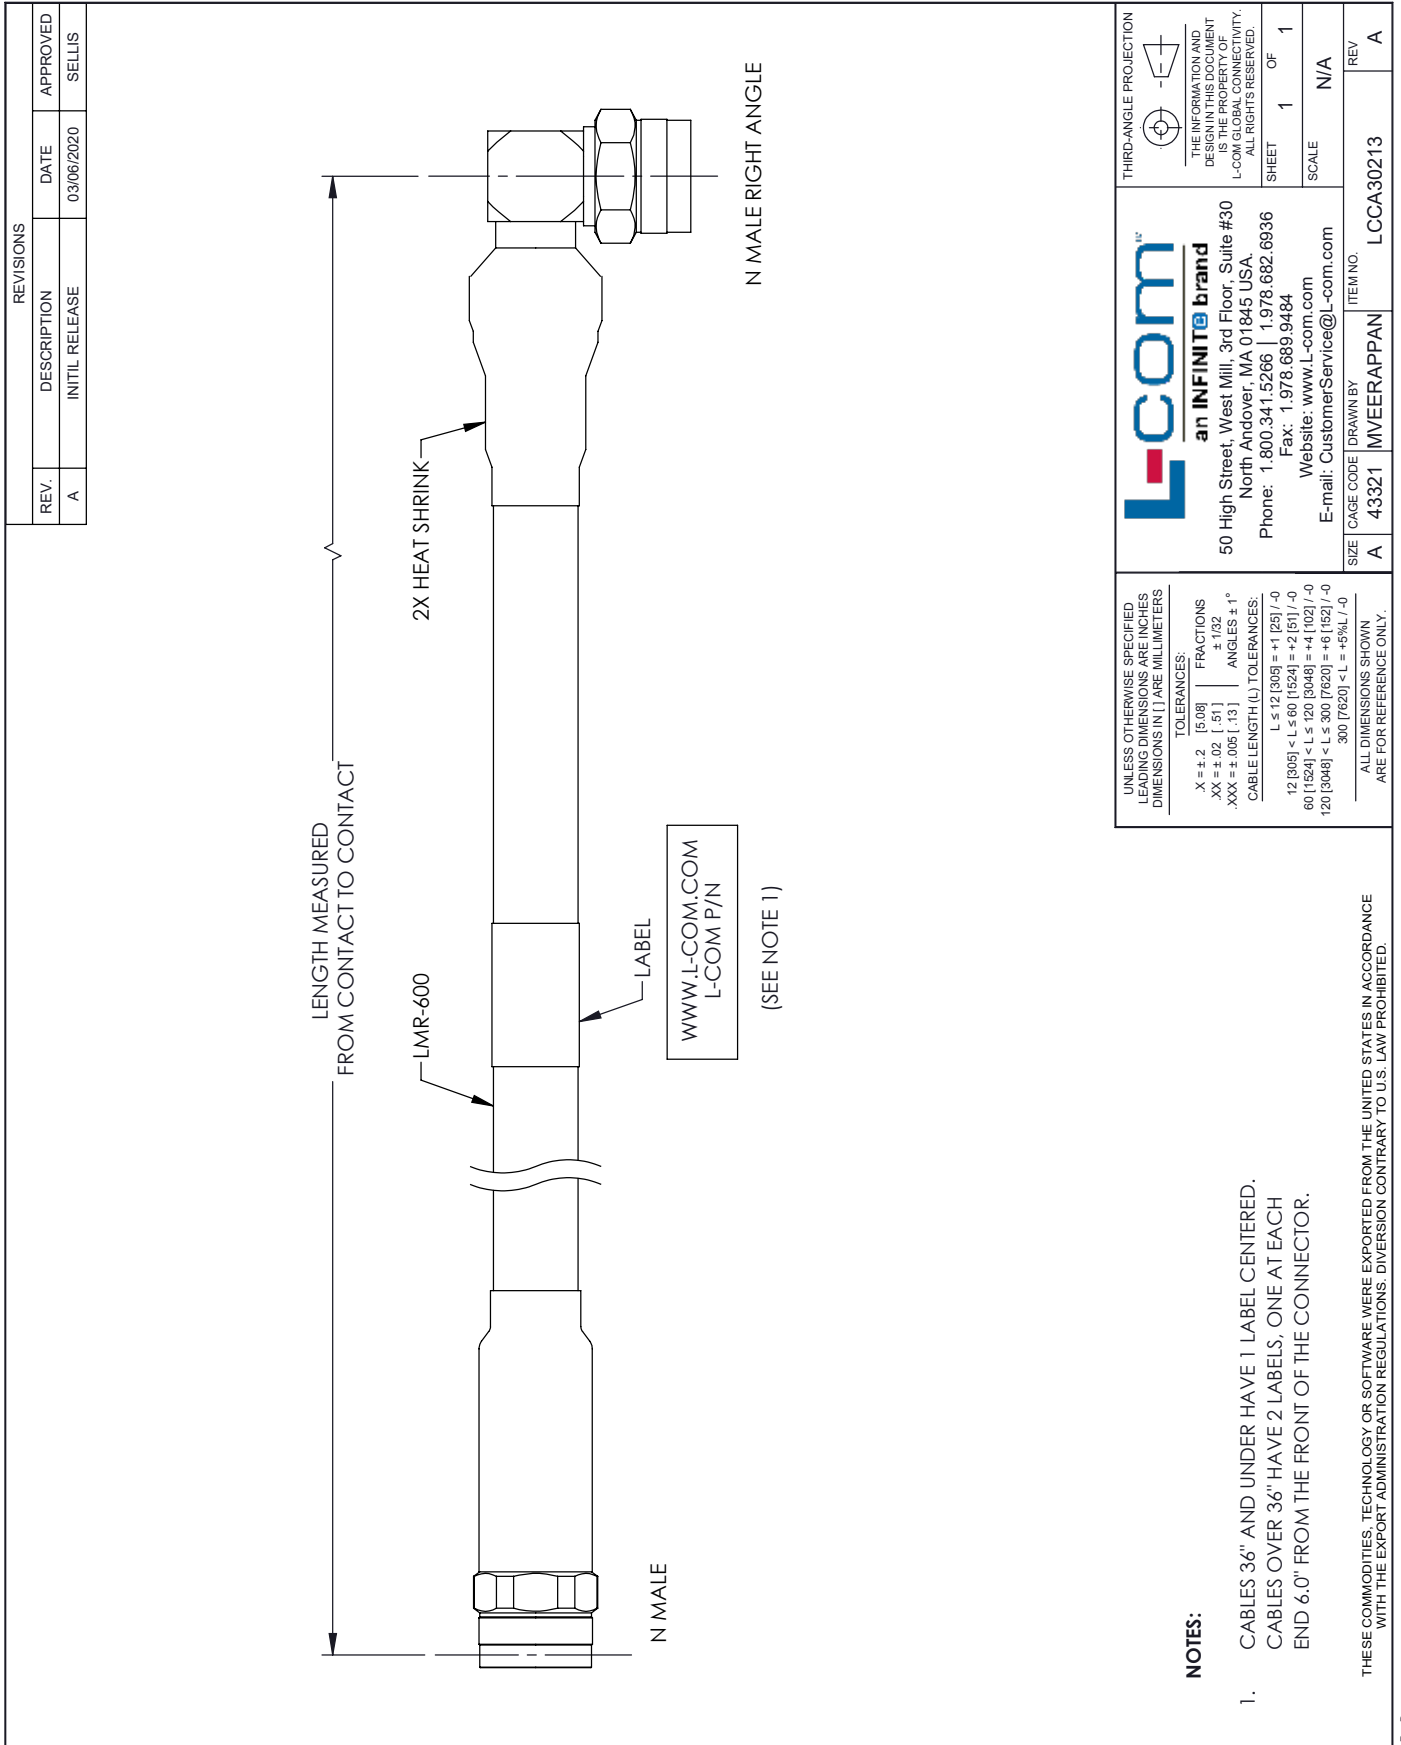 REVISIONS
REV. DESCRIPTION DATE APPROVED
A INITIL RELEASE 03/06/2020 SELLIS
LENGTH MEASURED
FROM CONTACT TO CONTACT
LMR-600
2X HEAT SHRINK
LABEL
WWW.L-COM.COM
L-COM P/N
(SEE NOTE 1)
N MALE
N MALE RIGHT ANGLE
NOTES:
1. CABLES 36" AND UNDER HAVE 1 LABEL CENTERED.
CABLES OVER 36" HAVE 2 LABELS, ONE AT EACH
END 6.0" FROM THE FRONT OF THE CONNECTOR.
THESE COMMODITIES, TECHNOLOGY OR SOFTWARE WERE EXPORTED FROM THE UNITED STATES IN ACCORDANCE
WITH THE EXPORT ADMINISTRATION REGULATIONS. DIVERSION CONTRARY TO U.S. LAW PROHIBITED.
UNLESS OTHERWISE SPECIFIED
LEADING DIMENSIONS ARE INCHES
DIMENSIONS IN [ ] ARE MILLIMETERS
TOLERANCES:
.X = ±.2 [5.08] FRACTIONS
.XX = ±.02 [ .51 ] ± 1/32
.XXX = ±.005 [ .13 ] ANGLES ± 1°
CABLE LENGTH (L) TOLERANCES:
L ≤ 12 [305] = +1 [25] / -0
12 [305] < L ≤ 60 [1524] = +2 [51] / -0
60 [1524] < L ≤ 120 [3048] = +4 [102] / -0
120 [3048] < L ≤ 300 [7620] = +6 [152] / -0
300 [7620] < L = +5%L / -0
ALL DIMENSIONS SHOWN
ARE FOR REFERENCE ONLY.
L-com
an INFINIT@ brand
50 High Street, West Mill, 3rd Floor, Suite #30
North Andover, MA 01845 USA.
Phone: 1.800.341.5266 | 1.978.682.6936
Fax: 1.978.689.9484
Website: www.L-com.com
E-mail: CustomerService@L-com.com
THIRD-ANGLE PROJECTION
THE INFORMATION AND
DESIGN IN THIS DOCUMENT
IS THE PROPERTY OF
L-COM GLOBAL CONNECTIVITY.
ALL RIGHTS RESERVED.
SHEET 1 OF 1
SCALE N/A
SIZE A
CAGE CODE 43321
DRAWN BY MVEERAPPAN
ITEM NO. LCCA30213
REV A